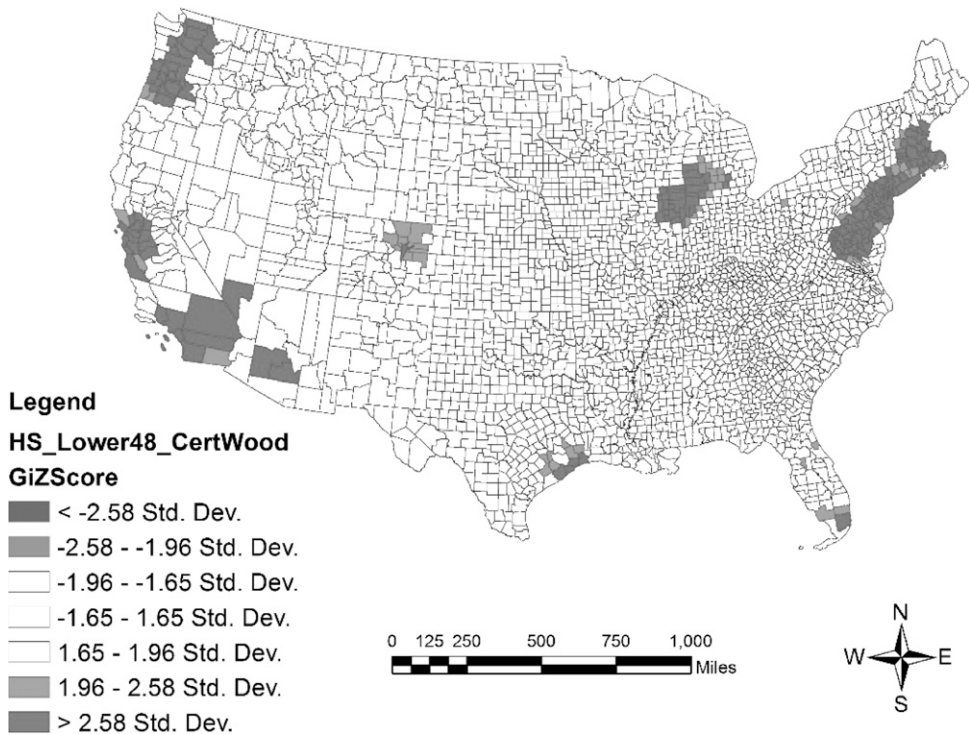 Legend
HS_Lower48_CertWood
GiZScore
< -2.58 Std. Dev.
-2.58 - -1.96 Std. Dev.
-1.96 - -1.65 Std. Dev.
-1.65 - 1.65 Std. Dev.
1.65 - 1.96 Std. Dev.
1.96 - 2.58 Std. Dev.
> 2.58 Std. Dev.
0 125 250 500 750 1,000
Miles
N
W E
S